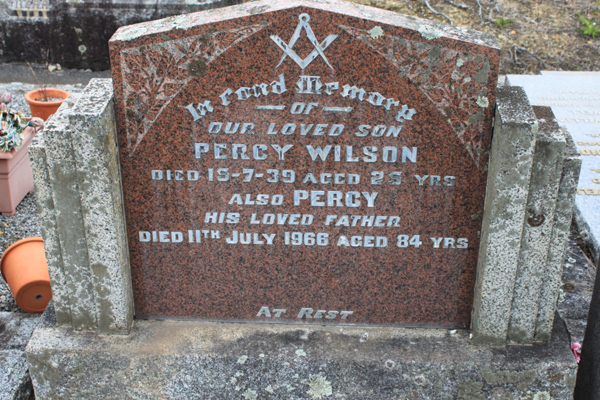 In fond Memory
OF
OUR LOVED SON
PERCY WILSON
DIED 15-7-39 AGED 25 YRS
ALSO PERCY
HIS LOVED FATHER
DIED 11TH JULY 1966 AGED 84 YRS
AT REST